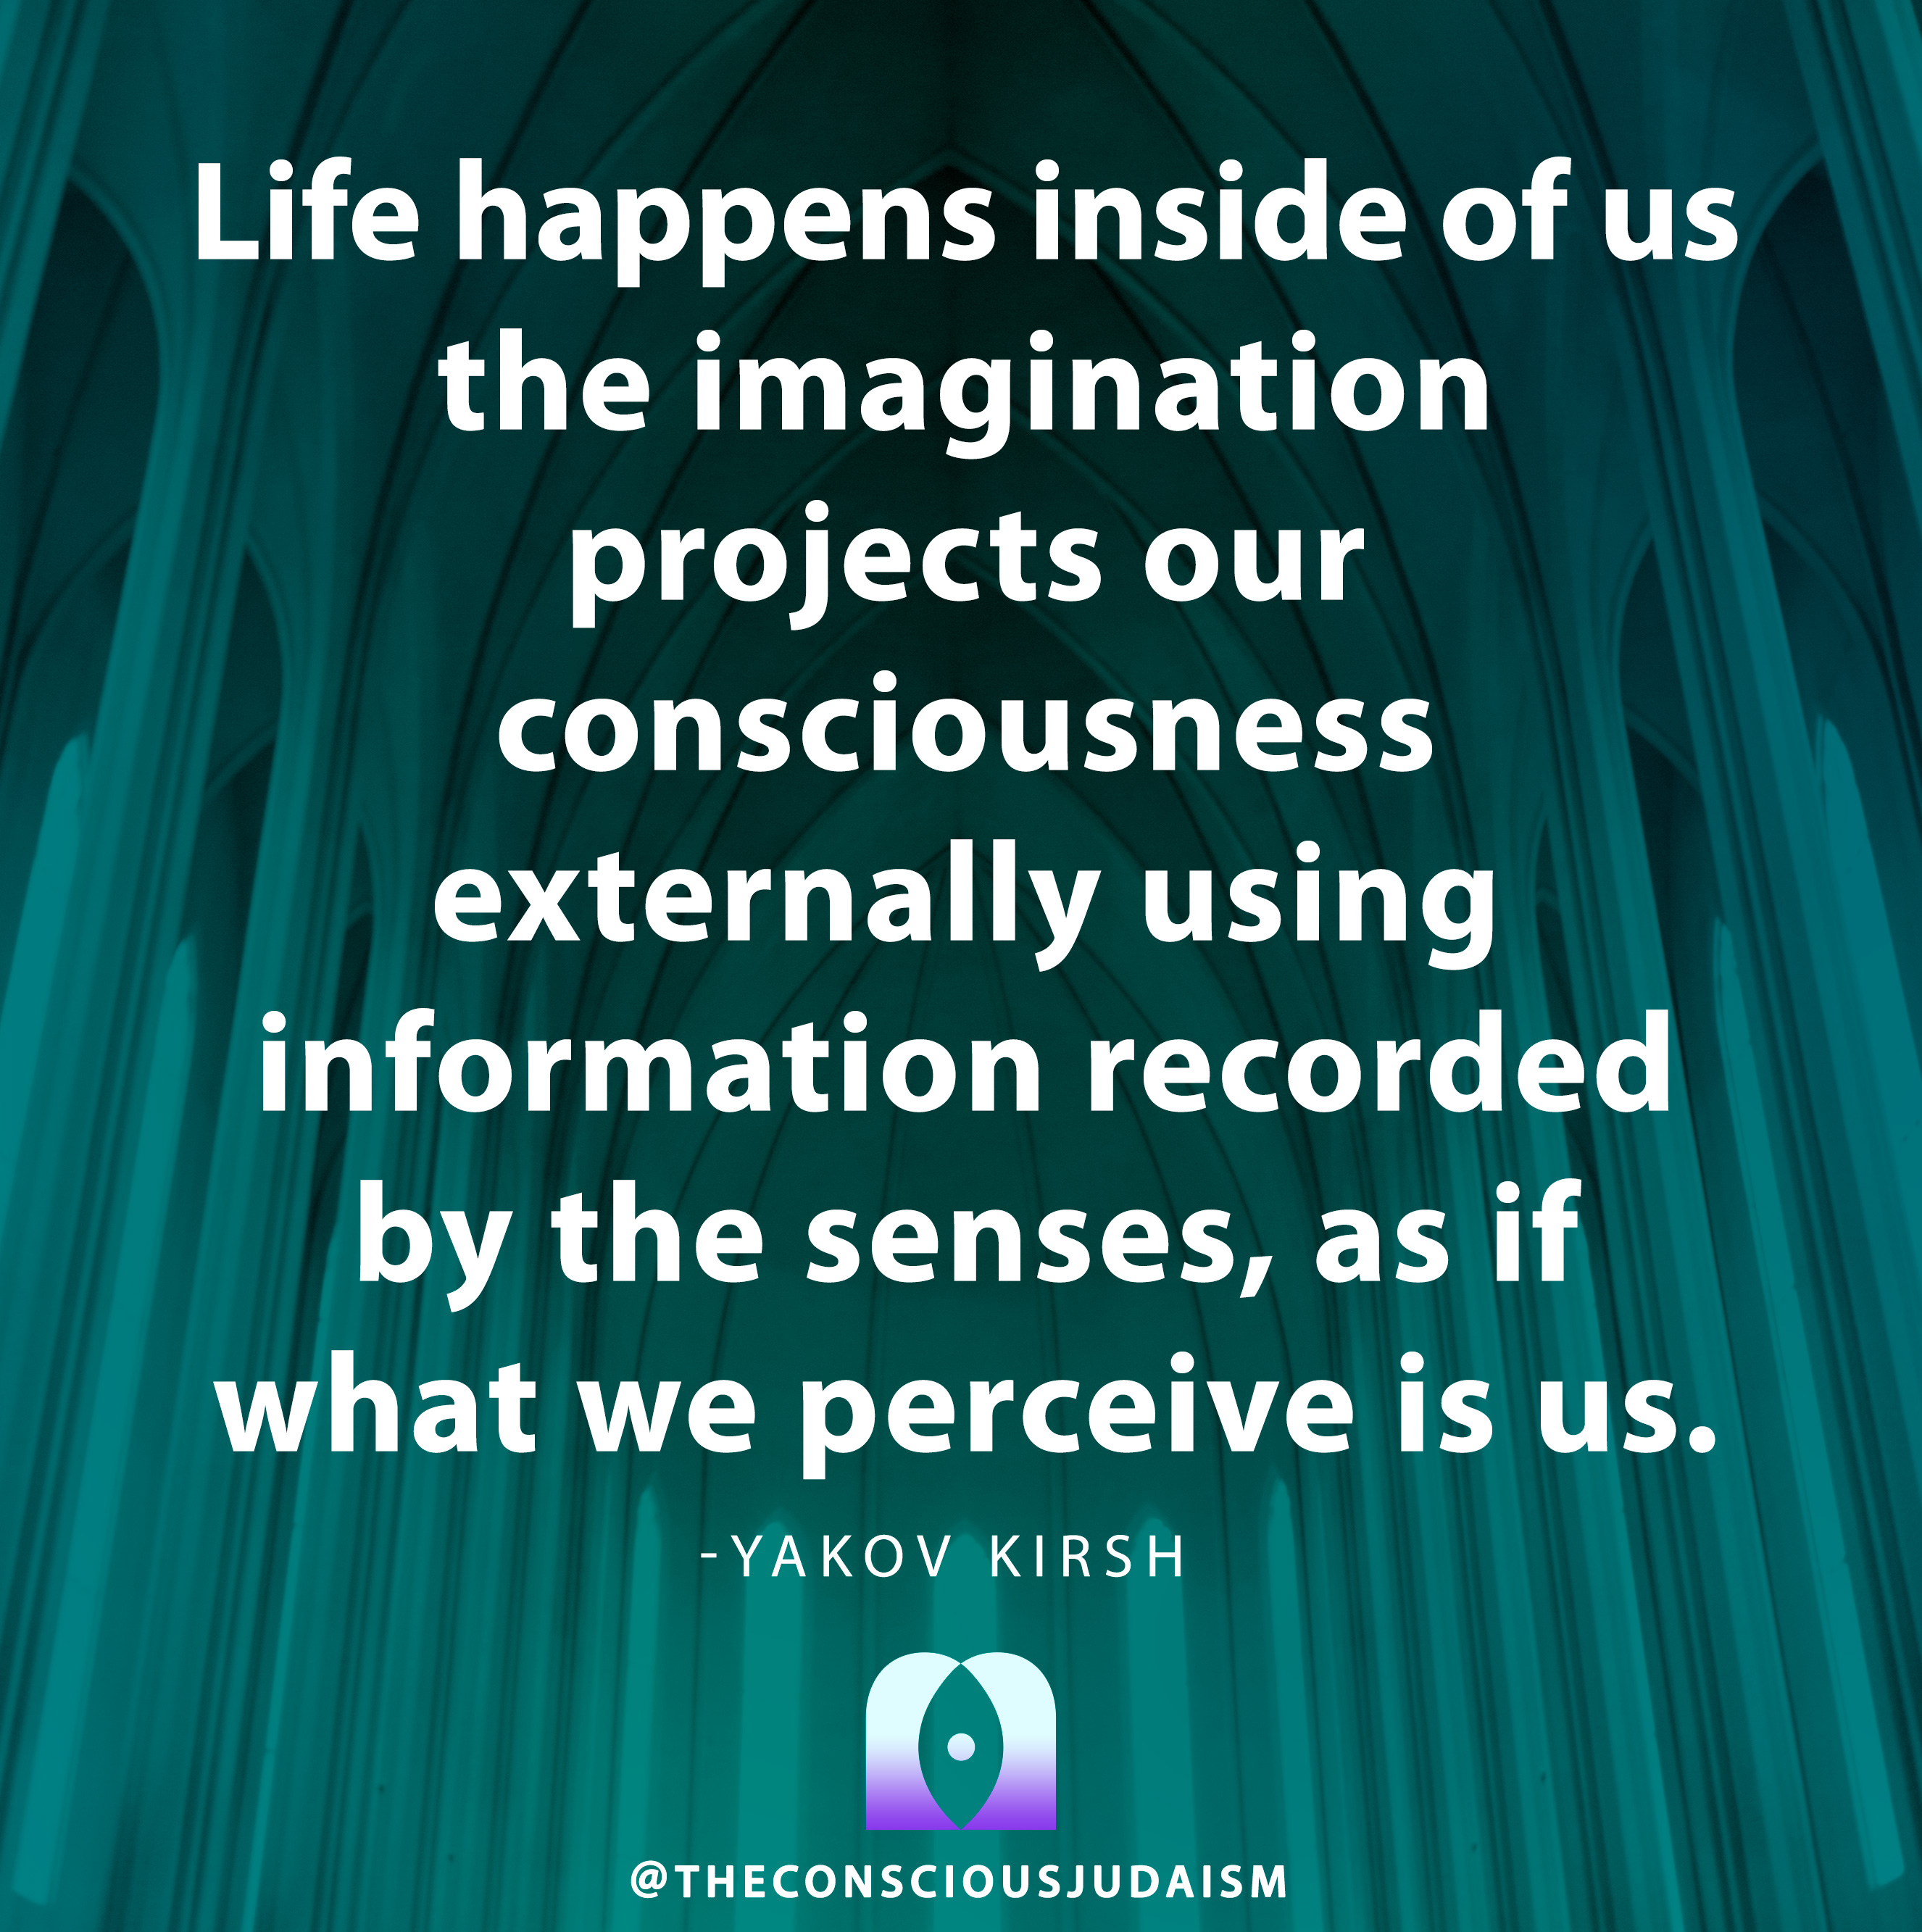 Life happens inside of us
the imagination
projects our
consciousness
externally using
information recorded
by the senses, as if
what we perceive is us.
-YAKOV KIRSH
@THECONSCIOUSJUDAISM